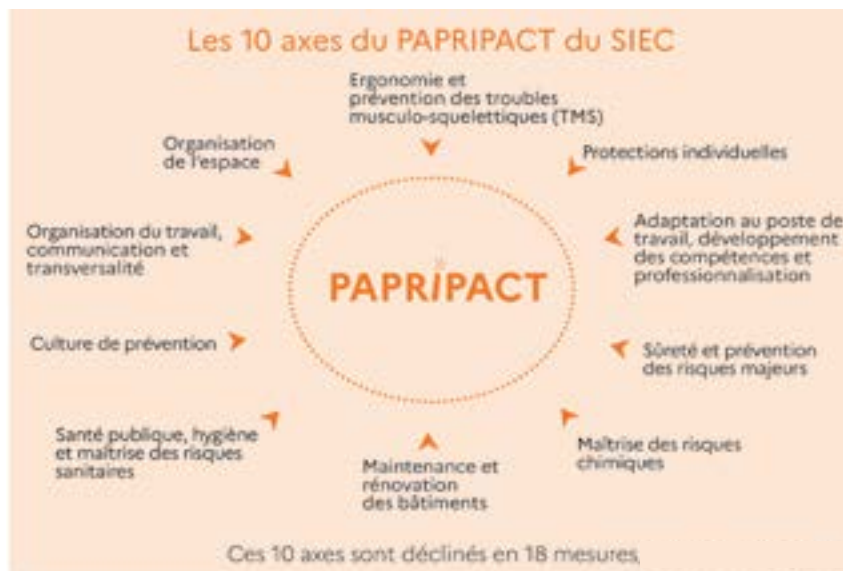 Les 10 axes du PAPRIPACT du SIEC
Ergonomie et
prévention des troubles
musculo-squelettiques (TMS)
Protections individuelles
Adaptation au poste de
travail, développement
des compétences et
professionnalisation
Sûreté et prévention
des risques majeurs
Maîtrise des risques
chimiques
Maintenance et
rénovation
des bâtiments
Santé publique, hygiène
et maîtrise des risques
sanitaires
Culture de prévention
Organisation du travail,
communication et
transversalité
Organisation
de l'espace
PAPRIPACT
Ces 10 axes sont déclinés en 18 mesures